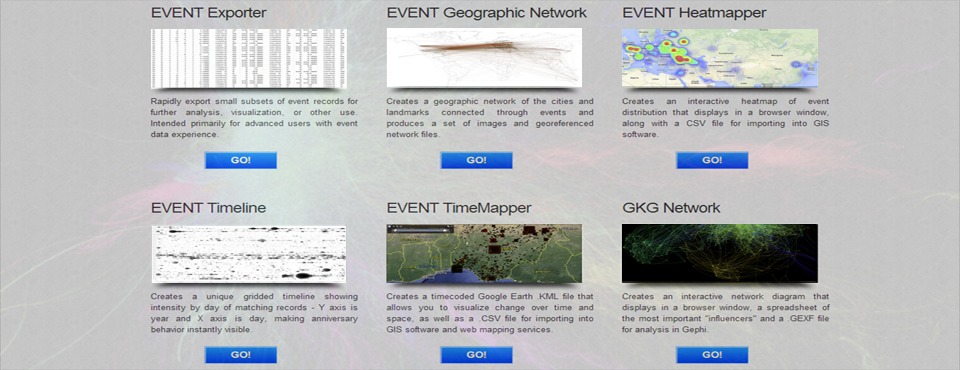 EVENT Exporter
Rapidly export small subsets of event records for
further analysis, visualization, or other use.
Intended primarily for advanced users with event
data experience.
GO!
EVENT Geographic Network
Creates a geographic network of the cities and
landmarks connected through events and
produces a set of images and georeferenced
network files.
GO!
EVENT Heatmapper
Creates an interactive heatmap of event
distribution that displays in a browser window,
along with a CSV file for importing into GIS
software.
GO!
EVENT Timeline
Creates a unique gridded timeline showing
intensity by day of matching records - Y axis is
year and X axis is day, making anniversary
behavior instantly visible.
GO!
EVENT TimeMapper
Creates a timecoded Google Earth .KML file that
allows you to visualize change over time and
space, as well as a .CSV file for importing into
GIS software and web mapping services.
GO!
GKG Network
Creates an interactive network diagram that
displays in a browser window, a spreadsheet of
the most important "influencers" and a .GEXF file
for analysis in Gephi.
GO!